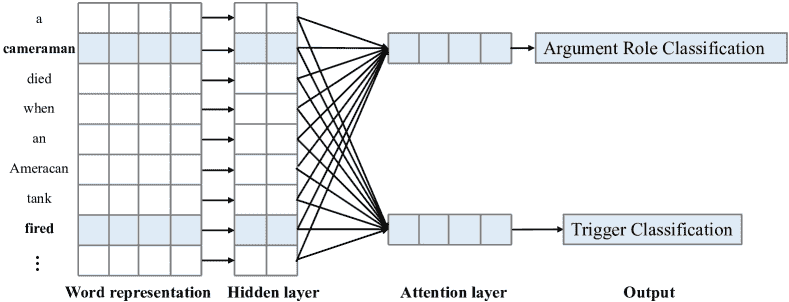 a
cameraman
died
when
an
Ameracan
tank
fired
⋮
Argument Role Classification
Trigger Classification
Word representation Hidden layer Attention layer Output